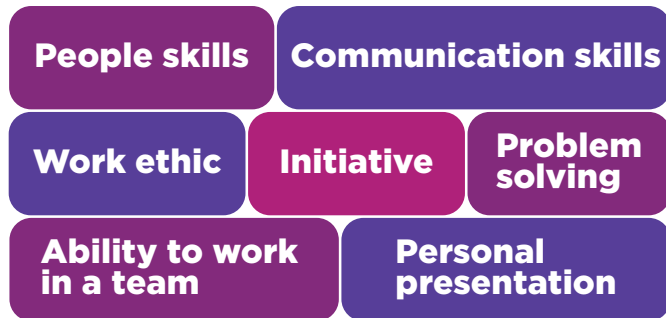 People skills
Communication skills
Work ethic
Initiative
Problem
solving
Ability to work
in a team
Personal
presentation